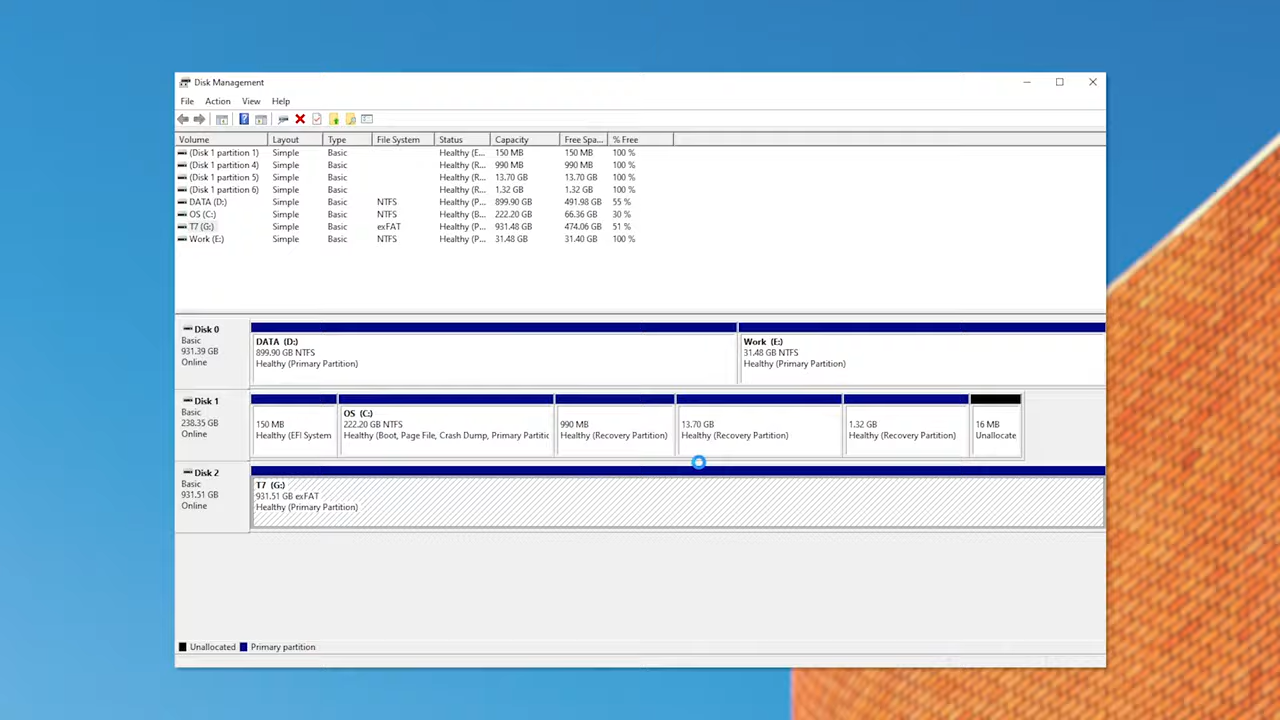 Disk Management
File Action View Help
Volume Layout Type File System Status Capacity Free Spa... % Free
(Disk 1 partition 1) Simple Basic Healthy (E... 150 MB 150 MB 100 %
(Disk 1 partition 4) Simple Basic Healthy (R... 990 MB 990 MB 100 %
(Disk 1 partition 5) Simple Basic Healthy (R... 13.70 GB 13.70 GB 100 %
(Disk 1 partition 6) Simple Basic Healthy (R... 1.32 GB 1.32 GB 100 %
DATA (D:) Simple Basic NTFS Healthy (P... 899.90 GB 491.98 GB 55 %
OS (C:) Simple Basic NTFS Healthy (B... 222.20 GB 66.36 GB 30 %
T7 (G:) Simple Basic exFAT Healthy (P... 931.48 GB 474.06 GB 51 %
Work (E:) Simple Basic NTFS Healthy (P... 31.48 GB 31.40 GB 100 %
Disk 0
Basic
931.39 GB
Online
DATA (D:)
899.90 GB NTFS
Healthy (Primary Partition)
Work (E:)
31.48 GB NTFS
Healthy (Primary Partition)
Disk 1
Basic
238.35 GB
Online
150 MB
Healthy (EFI System
OS (C:)
222.20 GB NTFS
Healthy (Boot, Page File, Crash Dump, Primary Partitic
990 MB
Healthy (Recovery Partition)
13.70 GB
Healthy (Recovery Partition)
1.32 GB
Healthy (Recovery Partition)
16 MB
Unallocate
Disk 2
Basic
931.51 GB
Online
T7 (G:)
931.51 GB exFAT
Healthy (Primary Partition)
Unallocated Primary partition